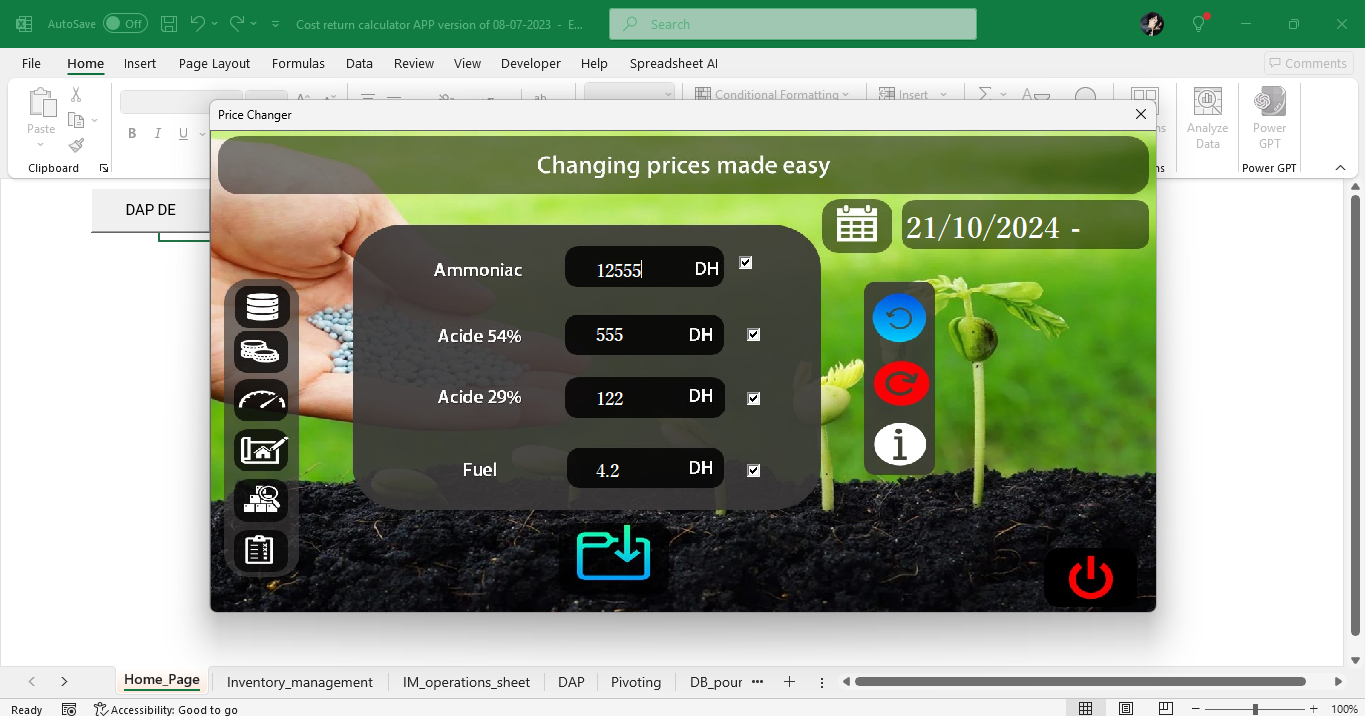 AutoSave Off Cost return calculator APP version of 08-07-2023 - E... Search
File Home Insert Page Layout Formulas Data Review View Developer Help Spreadsheet AI Comments
Conditional Formatting Insert
Paste B I U
Analyze Data
Power GPT
Clipboard Power GPT
Price Changer
Changing prices made easy
DAP DE
21/10/2024 -
Ammoniac 12555 DH
Acide 54% 555 DH
Acide 29% 122 DH
Fuel 4.2 DH
Home_Page Inventory_management IM_operations_sheet DAP Pivoting DB_pour ...
Ready Accessibility: Good to go 100%